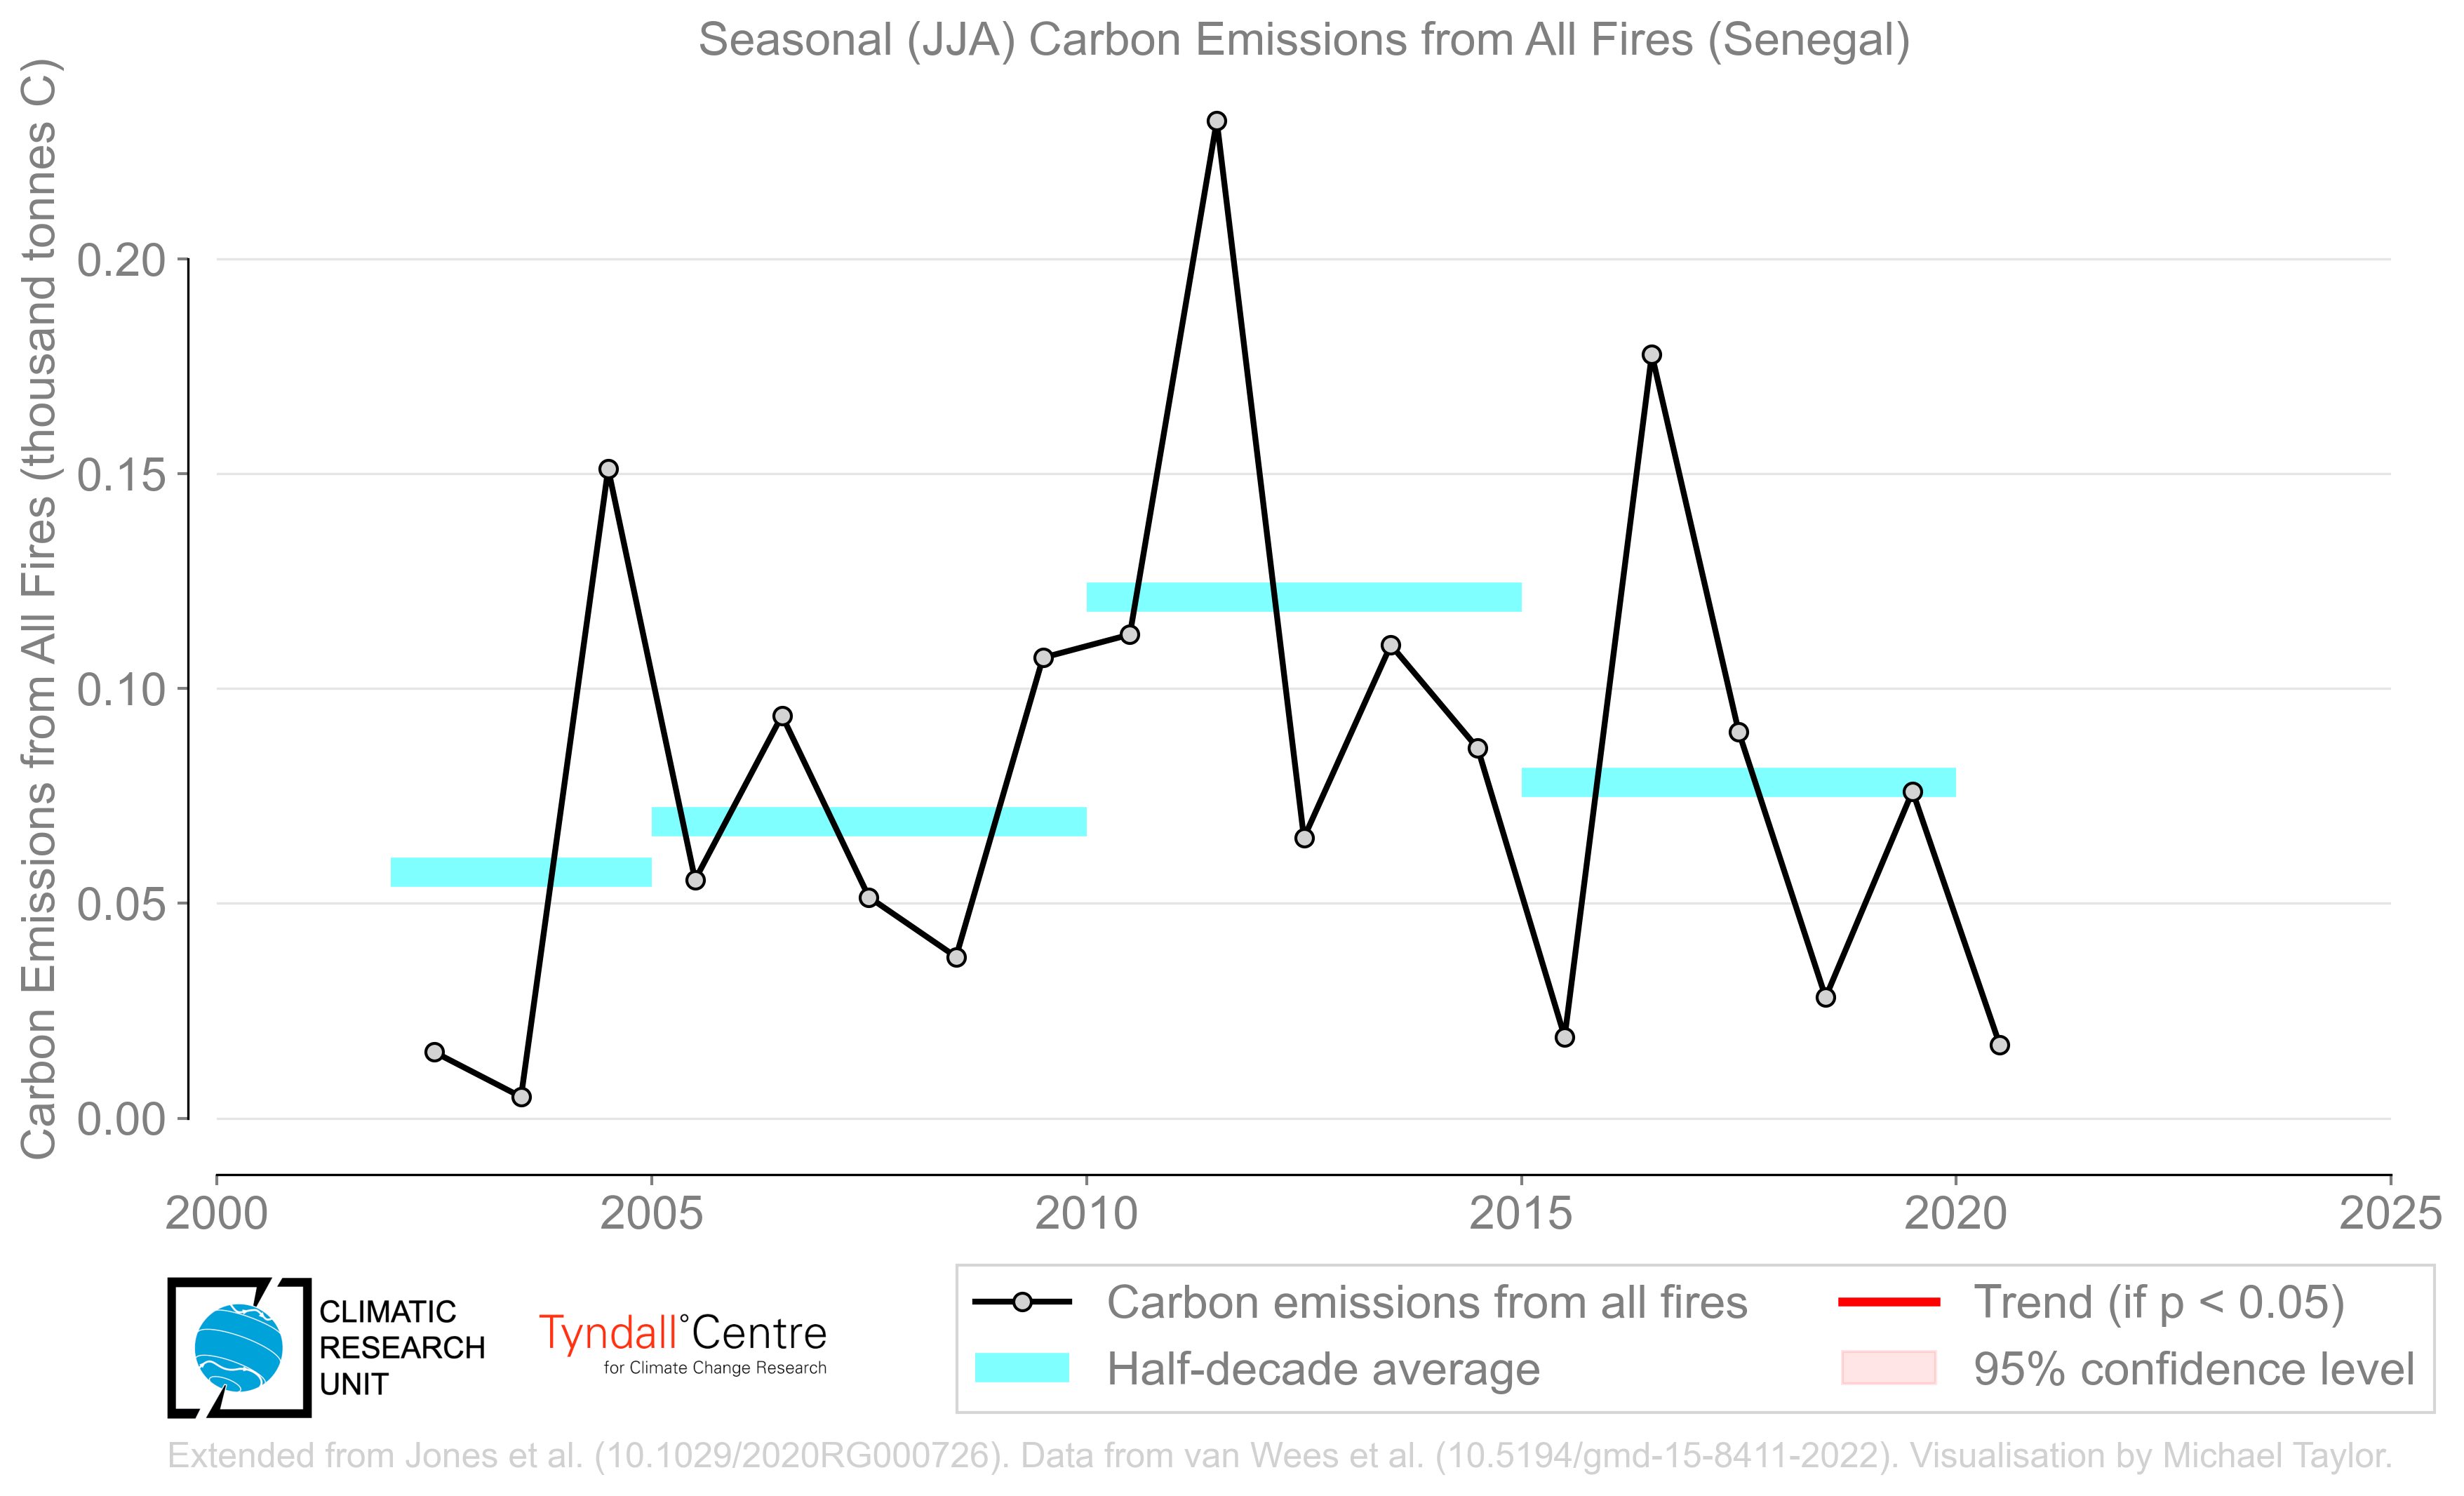 Seasonal (JJA) Carbon Emissions from All Fires (Senegal)
Carbon Emissions from All Fires (thousand tonnes C)
0.20
0.15
0.10
0.05
0.00
2000 2005 2010 2015 2020 2025
CLIMATIC
RESEARCH
UNIT
Tyndall°Centre
for Climate Change Research
Carbon emissions from all fires
Half-decade average
Trend (if p < 0.05)
95% confidence level
Extended from Jones et al. (10.1029/2020RG000726). Data from van Wees et al. (10.5194/gmd-15-8411-2022). Visualisation by Michael Taylor.